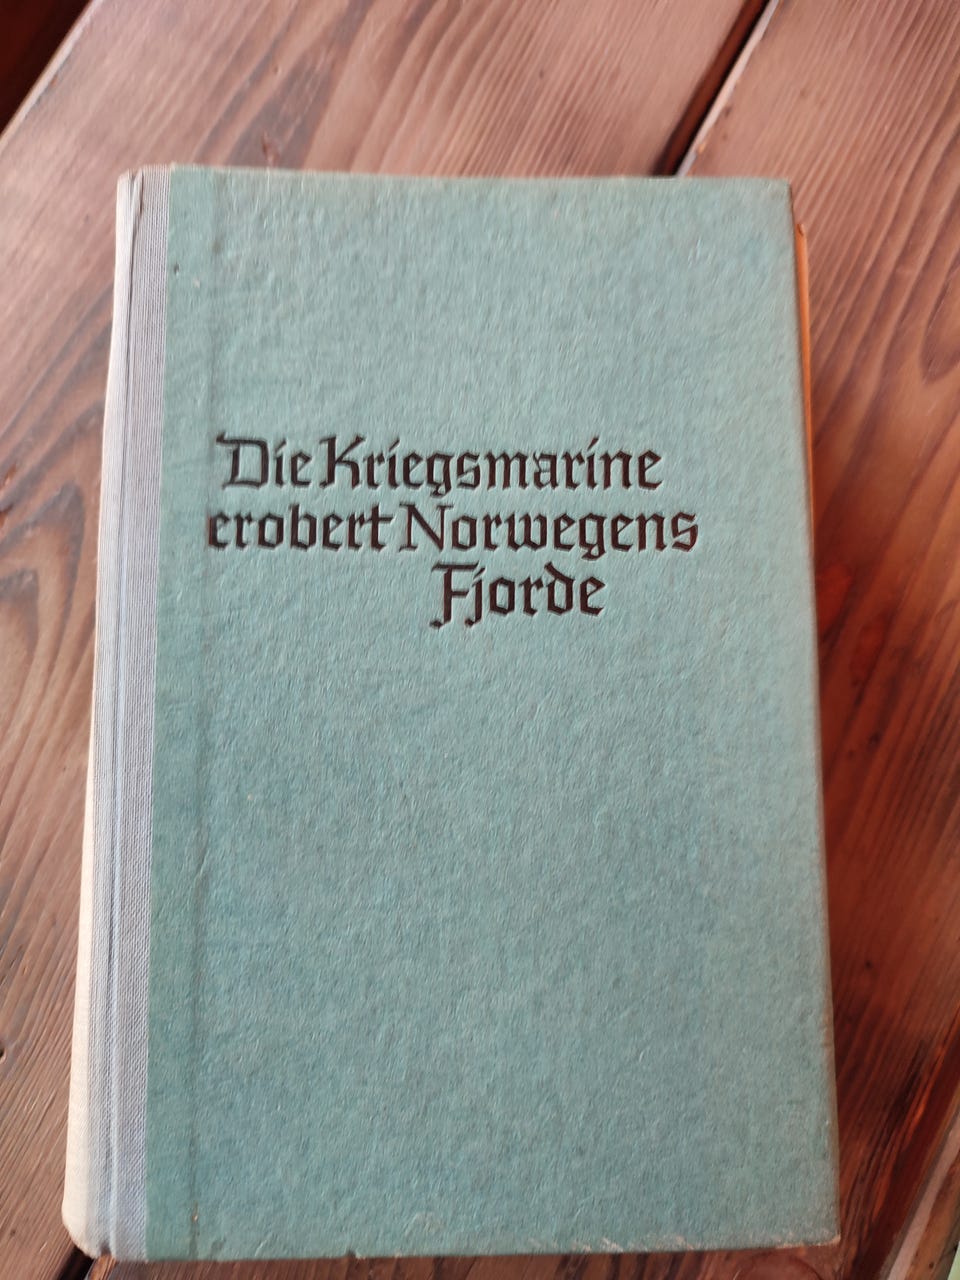 Die Kriegsmarine
erobert Norwegens
Fjorde